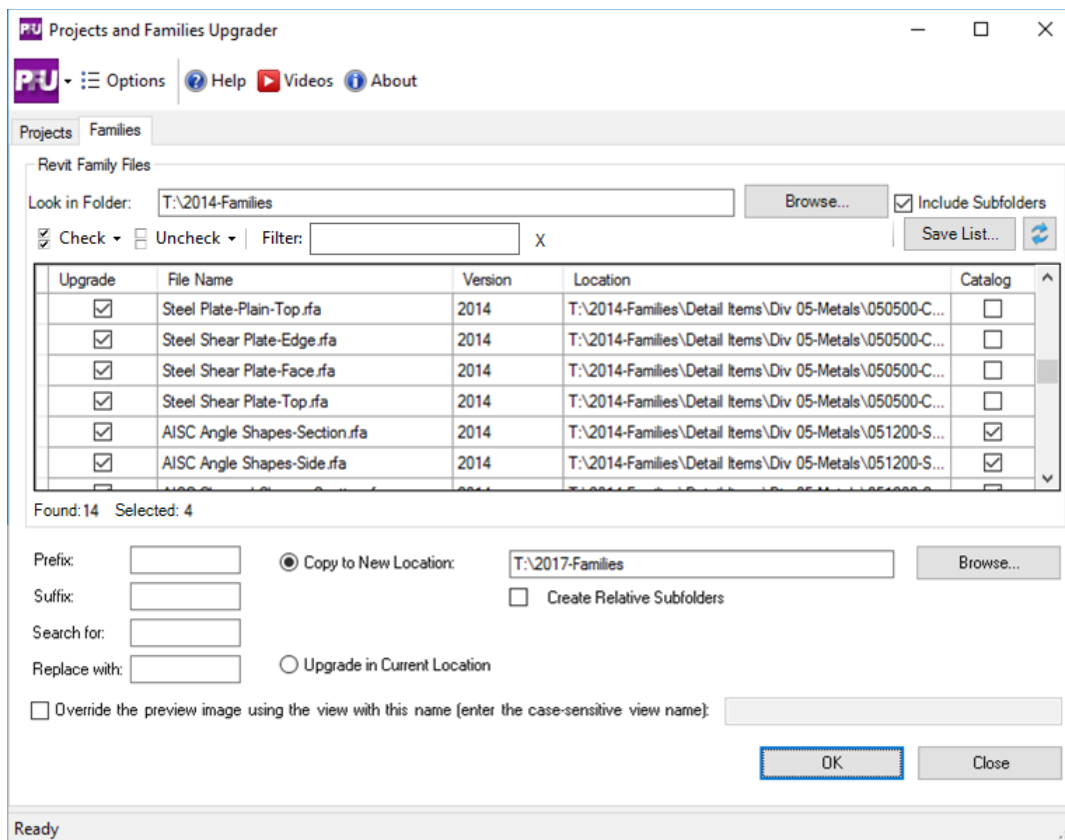 PFU Projects and Families Upgrader
PFU Options Help Videos About
Projects Families
Revit Family Files
Look in Folder: T:\2014-Families Browse... Include Subfolders
Check Uncheck Filter: X Save List...
Upgrade File Name Version Location Catalog
Steel Plate-Plain-Top.rfa 2014 T:\2014-Families\Detail Items\Div 05-Metals\050500-C...
Steel Shear Plate-Edge.rfa 2014 T:\2014-Families\Detail Items\Div 05-Metals\050500-C...
Steel Shear Plate-Face.rfa 2014 T:\2014-Families\Detail Items\Div 05-Metals\050500-C...
Steel Shear Plate-Top.rfa 2014 T:\2014-Families\Detail Items\Div 05-Metals\050500-C...
AISC Angle Shapes-Section.rfa 2014 T:\2014-Families\Detail Items\Div 05-Metals\051200-S...
AISC Angle Shapes-Side.rfa 2014 T:\2014-Families\Detail Items\Div 05-Metals\051200-S...
Found: 14 Selected: 4
Prefix: Copy to New Location: T:\2017-Families Browse...
Suffix: Create Relative Subfolders
Search for:
Replace with: Upgrade in Current Location
Override the preview image using the view with this name (enter the case-sensitive view name):
OK Close
Ready